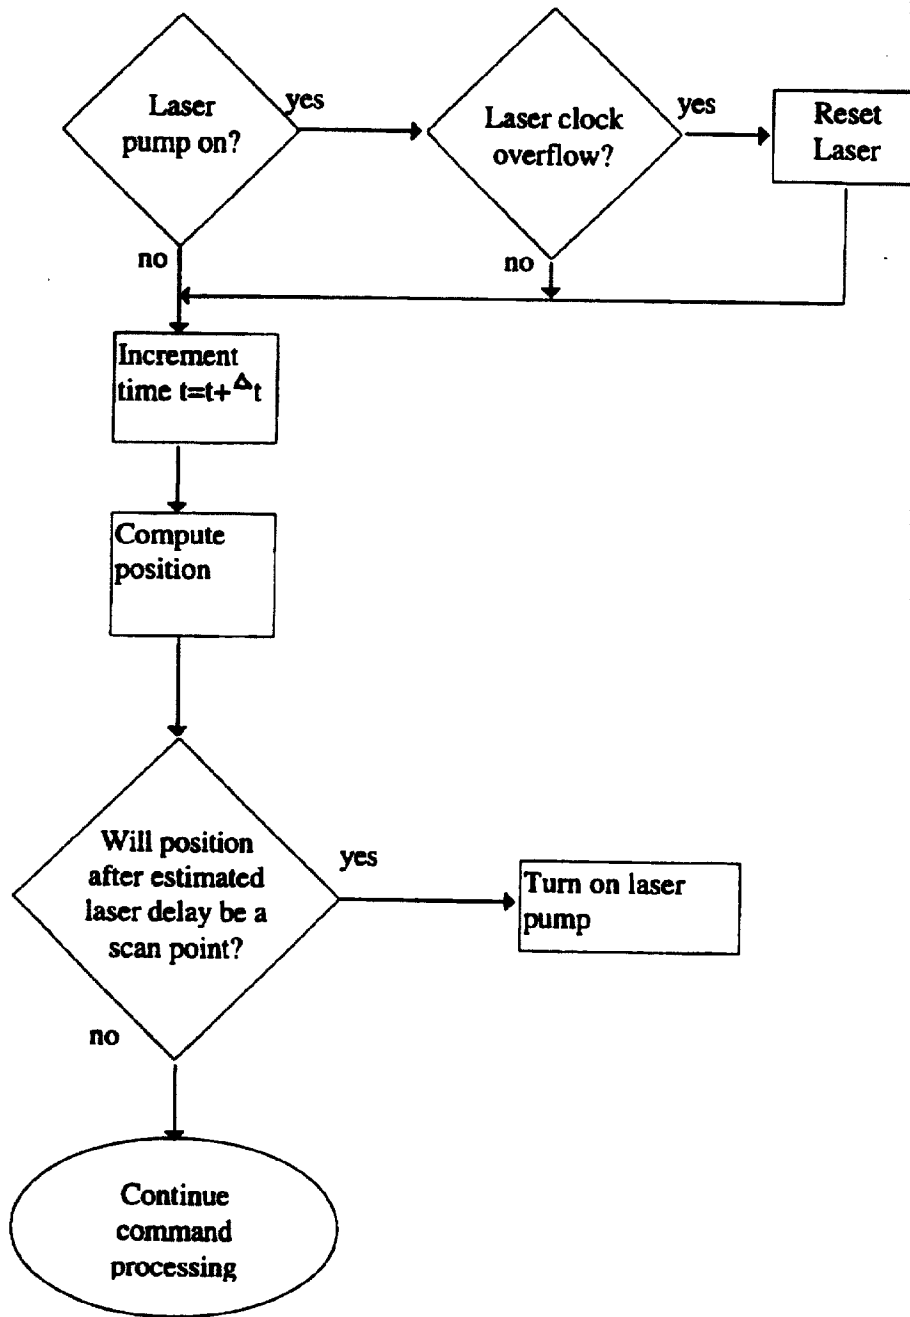 Laser
pump on?
yes
Laser clock
overflow?
yes
Reset
Laser
no
no
Increment
time t=t+Δt
Compute
position
Will position
after estimated
laser delay be a
scan point?
yes
Turn on laser
pump
no
Continue
command
processing